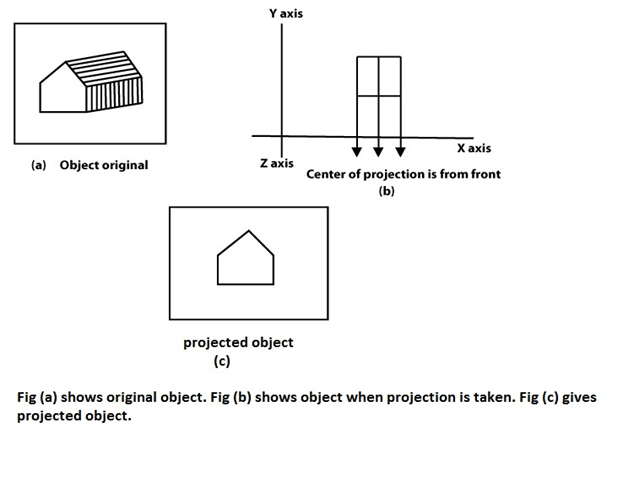 Y axis
X axis
Z axis
(a) Object original
Center of projection is from front
(b)
projected object
(c)
Fig (a) shows original object. Fig (b) shows object when projection is taken. Fig (c) gives
projected object.